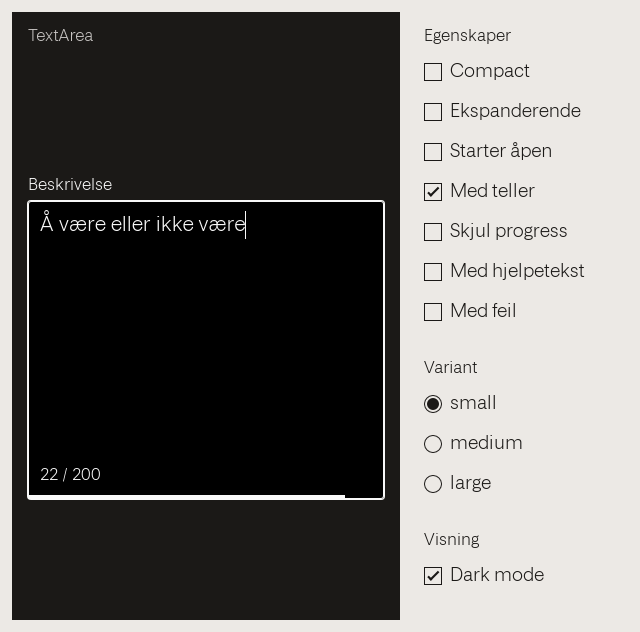 TextArea
Beskrivelse
Å være eller ikke være
22 / 200
Egenskaper
Compact
Ekspanderende
Starter åpen
Med teller
Skjul progress
Med hjelpetekst
Med feil
Variant
small
medium
large
Visning
Dark mode